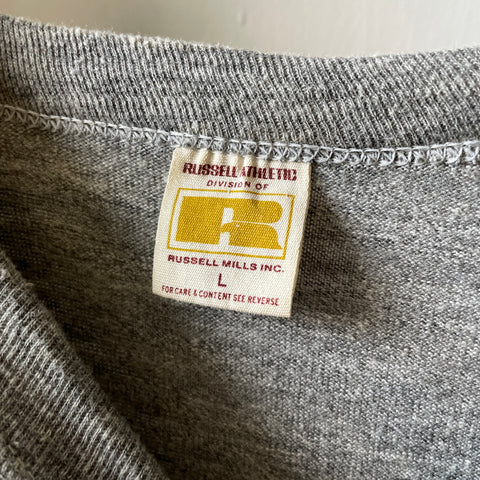 RUSSELL ATHLETIC
DIVISION OF
R
RUSSELL MILLS INC.
L
FOR CARE & CONTENT SEE REVERSE